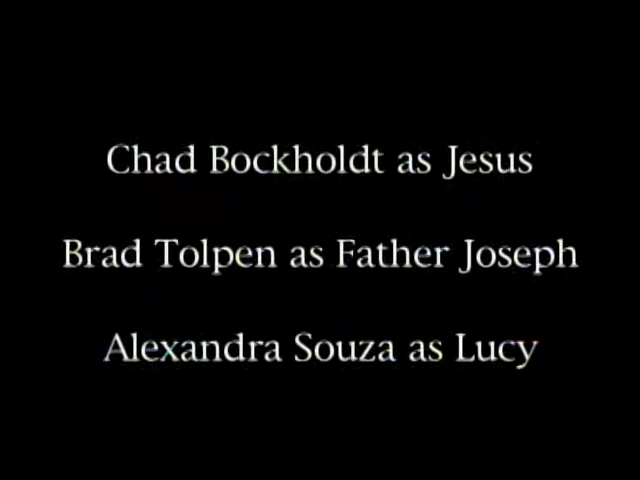 Chad Bockholdt as Jesus
Brad Tolpen as Father Joseph
Alexandra Souza as Lucy